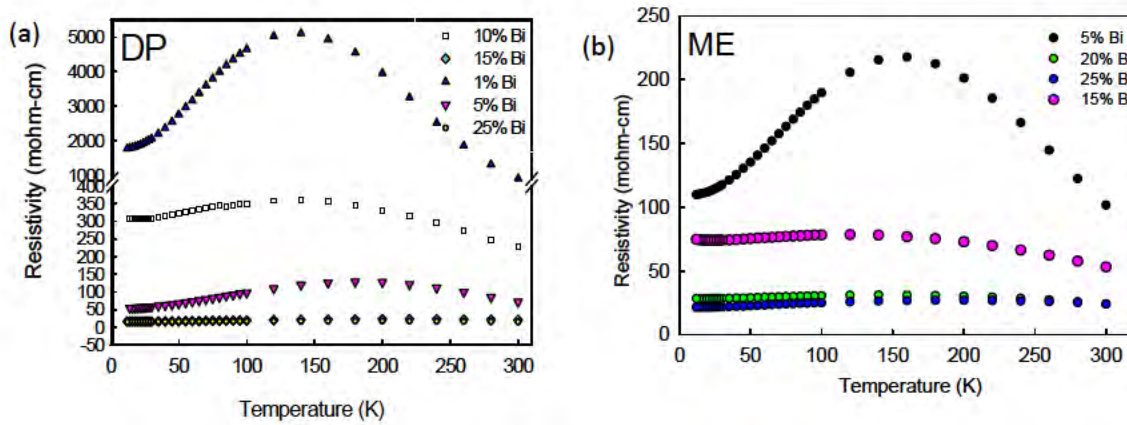 (a)
DP
10% Bi
15% Bi
1% Bi
5% Bi
25% Bi
Resistivity (mohm-cm)
5000
4000
3000
2000
1000
400
350
300
250
200
150
100
50
0
-50
0
50
100
150
200
250
300
Temperature (K)
(b)
ME
5% Bi
20% B
25% B
15% B
Resistivity (mohm-cm)
250
200
150
100
50
0
0
50
100
150
200
250
300
Temperature (K)